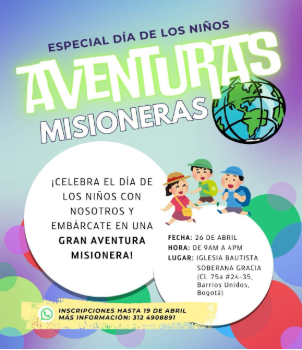 ESPECIAL DÍA DE LOS NIÑOS
AVENTURAS
MISIONERAS
¡CELEBRA EL DÍA DE
LOS NIÑOS CON
NOSOTROS Y
EMBÁRCATE EN UNA
GRAN AVENTURA
MISIONERA!
FECHA: 26 DE ABRIL
HORA: DE 9AM A 4PM
LUGAR: IGLESIA BAUTISTA
SOBERANA GRACIA
(Cl. 75a #24-35,
Barrios Unidos,
Bogotá)
INSCRIPCIONES HASTA 19 DE ABRIL
MÁS INFORMACIÓN: 312 4908891